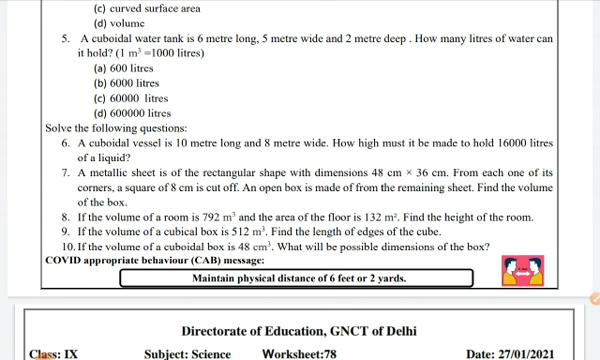 (c) curved surface area
(d) volume
5. A cuboidal water tank is 6 metre long, 5 metre wide and 2 metre deep . How many litres of water can
it hold? (1 m³ =1000 litres)
(a) 600 litres
(b) 6000 litres
(c) 60000 litres
(d) 600000 litres
Solve the following questions:
6. A cuboidal vessel is 10 metre long and 8 metre wide. How high must it be made to hold 16000 litres
of a liquid?
7. A metallic sheet is of the rectangular shape with dimensions 48 cm × 36 cm. From each one of its
corners, a square of 8 cm is cut off. An open box is made of from the remaining sheet. Find the volume
of the box.
8. If the volume of a room is 792 m³ and the area of the floor is 132 m². Find the height of the room.
9. If the volume of a cubical box is 512 m³. Find the length of edges of the cube.
10. If the volume of a cuboidal box is 48 cm³. What will be possible dimensions of the box?
COVID appropriate behaviour (CAB) message:
Maintain physical distance of 6 feet or 2 yards.
Directorate of Education, GNCT of Delhi
Class: IX Subject: Science Worksheet:78 Date: 27/01/2021